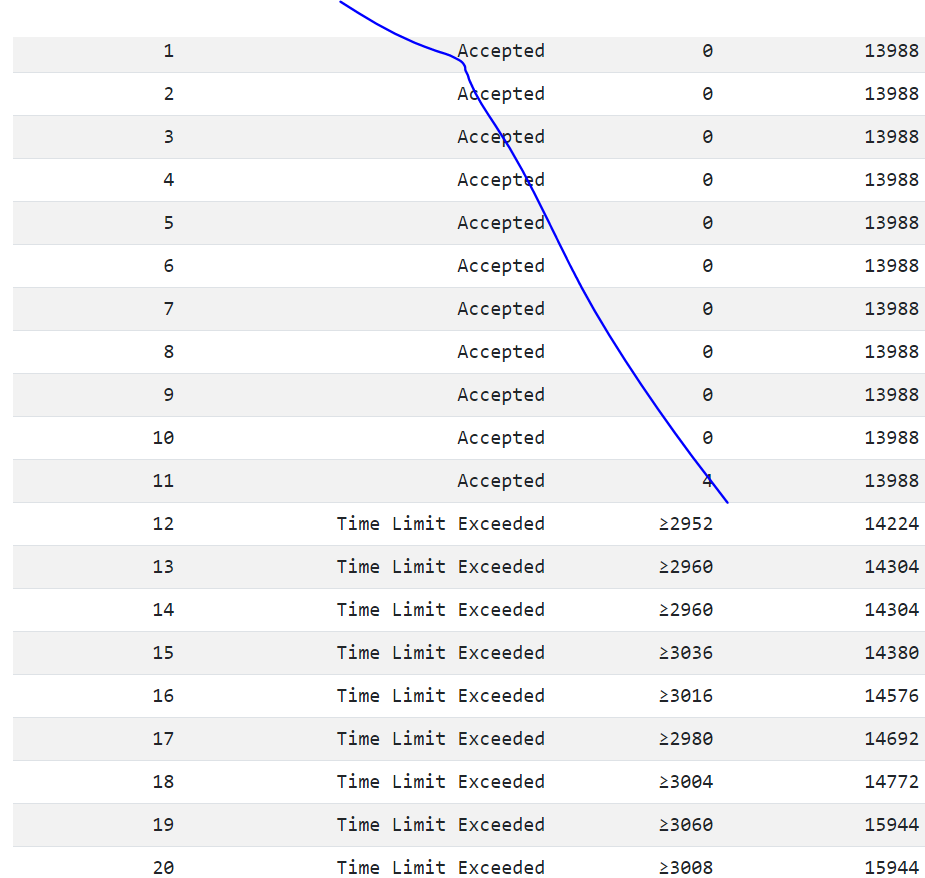 1 Accepted 0 13988
2 Accepted 0 13988
3 Accepted 0 13988
4 Accepted 0 13988
5 Accepted 0 13988
6 Accepted 0 13988
7 Accepted 0 13988
8 Accepted 0 13988
9 Accepted 0 13988
10 Accepted 0 13988
11 Accepted 4 13988
12 Time Limit Exceeded ≥2952 14224
13 Time Limit Exceeded ≥2960 14304
14 Time Limit Exceeded ≥2960 14304
15 Time Limit Exceeded ≥3036 14380
16 Time Limit Exceeded ≥3016 14576
17 Time Limit Exceeded ≥2980 14692
18 Time Limit Exceeded ≥3004 14772
19 Time Limit Exceeded ≥3060 15944
20 Time Limit Exceeded ≥3008 15944